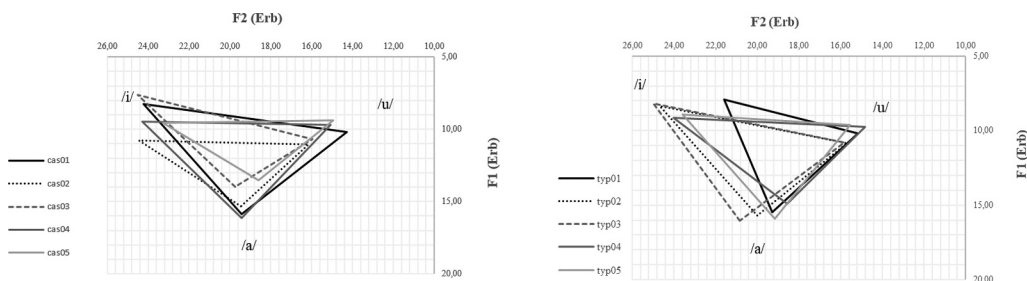 F2 (Erb)
26,00 24,00 22,00 20,00 18,00 16,00 14,00 12,00 10,00
5,00
/i/
/u/
10,00
F1 (Erb)
cas01
cas02
cas03
cas04
cas05
15,00
/a/
20,00
F2 (Erb)
26,00 24,00 22,00 20,00 18,00 16,00 14,00 12,00 10,00
5,00
/i/
/u/
10,00
F1 (Erb)
typ01
typ02
typ03
typ04
typ05
15,00
/a/
20,00